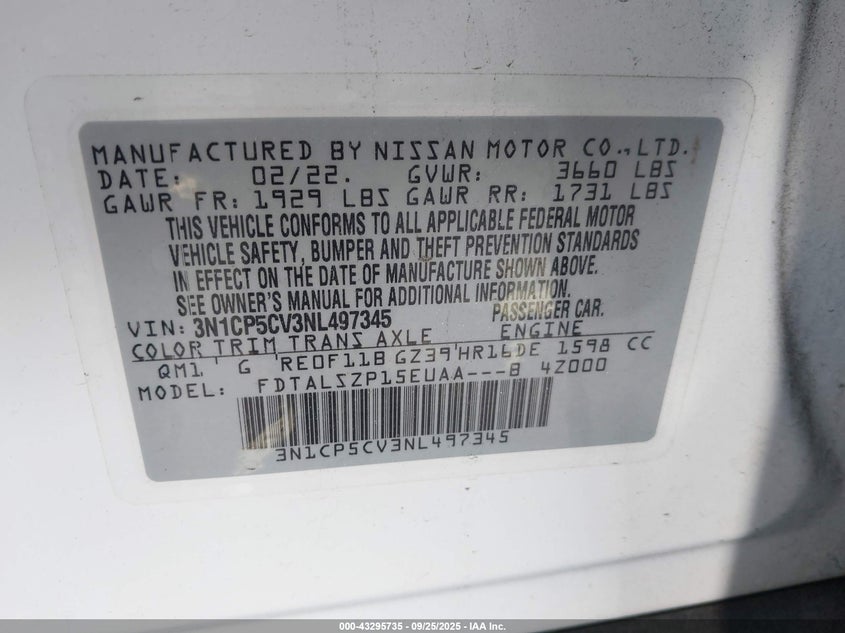 MANUFACTURED BY NISSAN MOTOR CO., LTD.
DATE: 02/22. GVWR: 3660 LBS
GAWR FR: 1929 LBS GAWR RR: 1731 LBS
THIS VEHICLE CONFORMS TO ALL APPLICABLE FEDERAL MOTOR
VEHICLE SAFETY, BUMPER AND THEFT PREVENTION STANDARDS
IN EFFECT ON THE DATE OF MANUFACTURE SHOWN ABOVE.
SEE OWNER'S MANUAL FOR ADDITIONAL INFORMATION.
VIN: 3N1CP5CV3NL497345 PASSENGER CAR.
COLOR TRIM TRANS AXLE ENGINE
QM1 G RE0F11B GZ39 HR16DE 1598 CC
MODEL: FDTALSZP15EUAA---B 4Z000
3N1CP5CV3NL497345
000-43295735 - 09/25/2025 - IAA Inc.